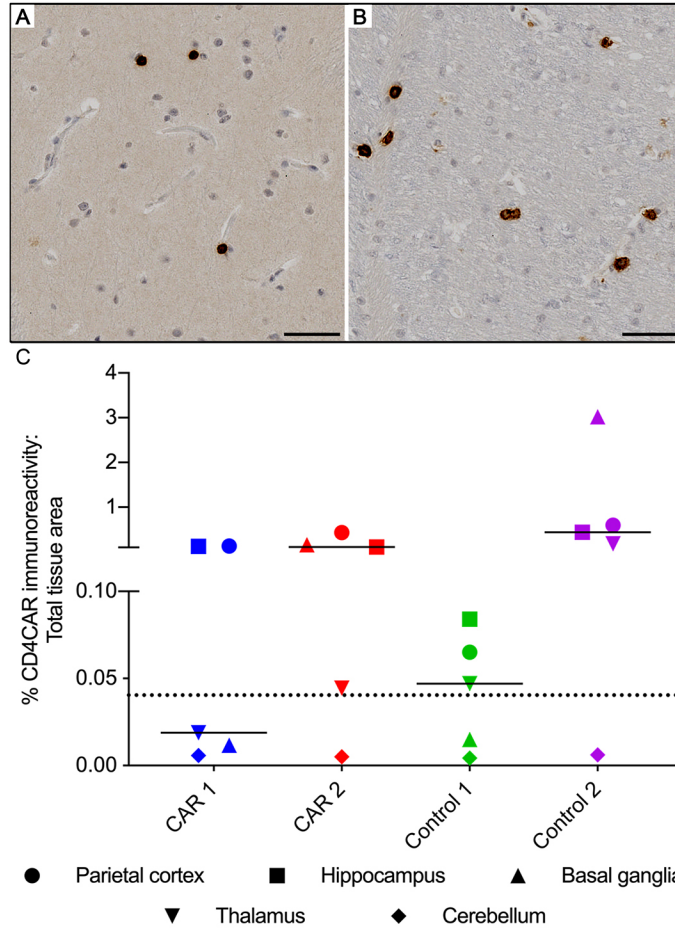 A
B
C
% CD4CAR immunoreactivity:
Total tissue area
4
3
2
1
0.10
0.05
0.00
CAR 1
CAR 2
Control 1
Control 2
Parietal cortex
Hippocampus
Basal ganglia
Thalamus
Cerebellum